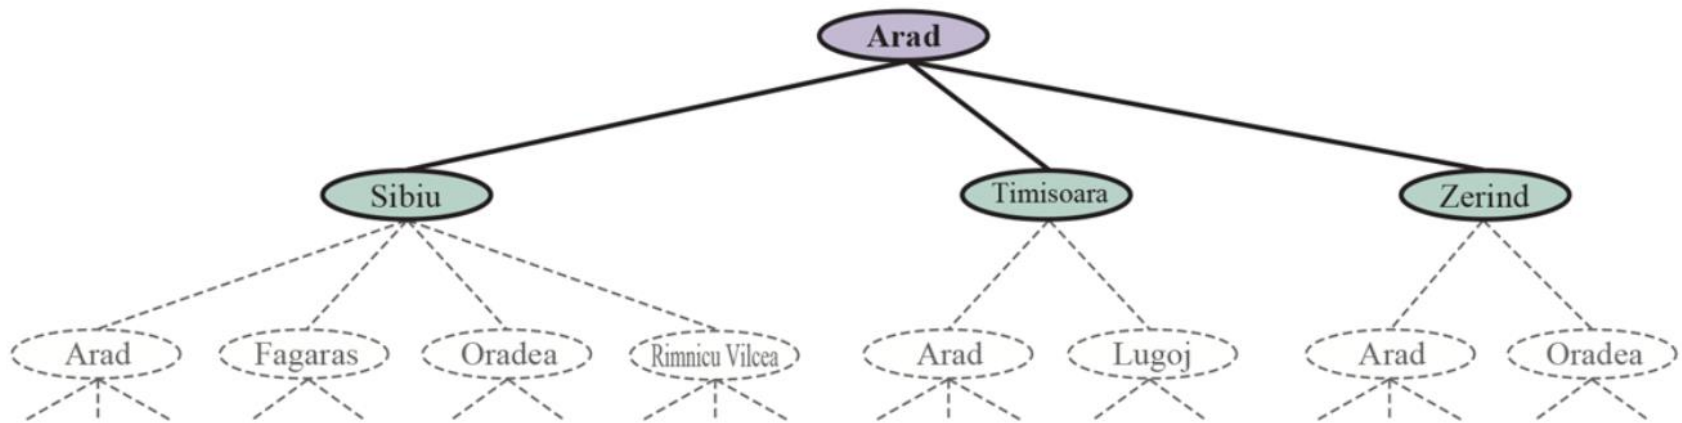 Arad
Sibiu
Timisoara
Zerind
Arad
Fagaras
Oradea
Rimnicu Vilcea
Arad
Lugoj
Arad
Oradea